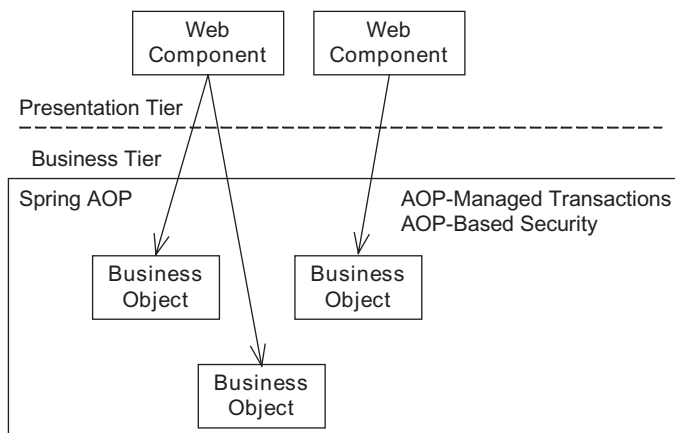 Web
Component
Web
Component
Presentation Tier
Business Tier
Spring AOP
AOP-Managed Transactions
AOP-Based Security
Business
Object
Business
Object
Business
Object